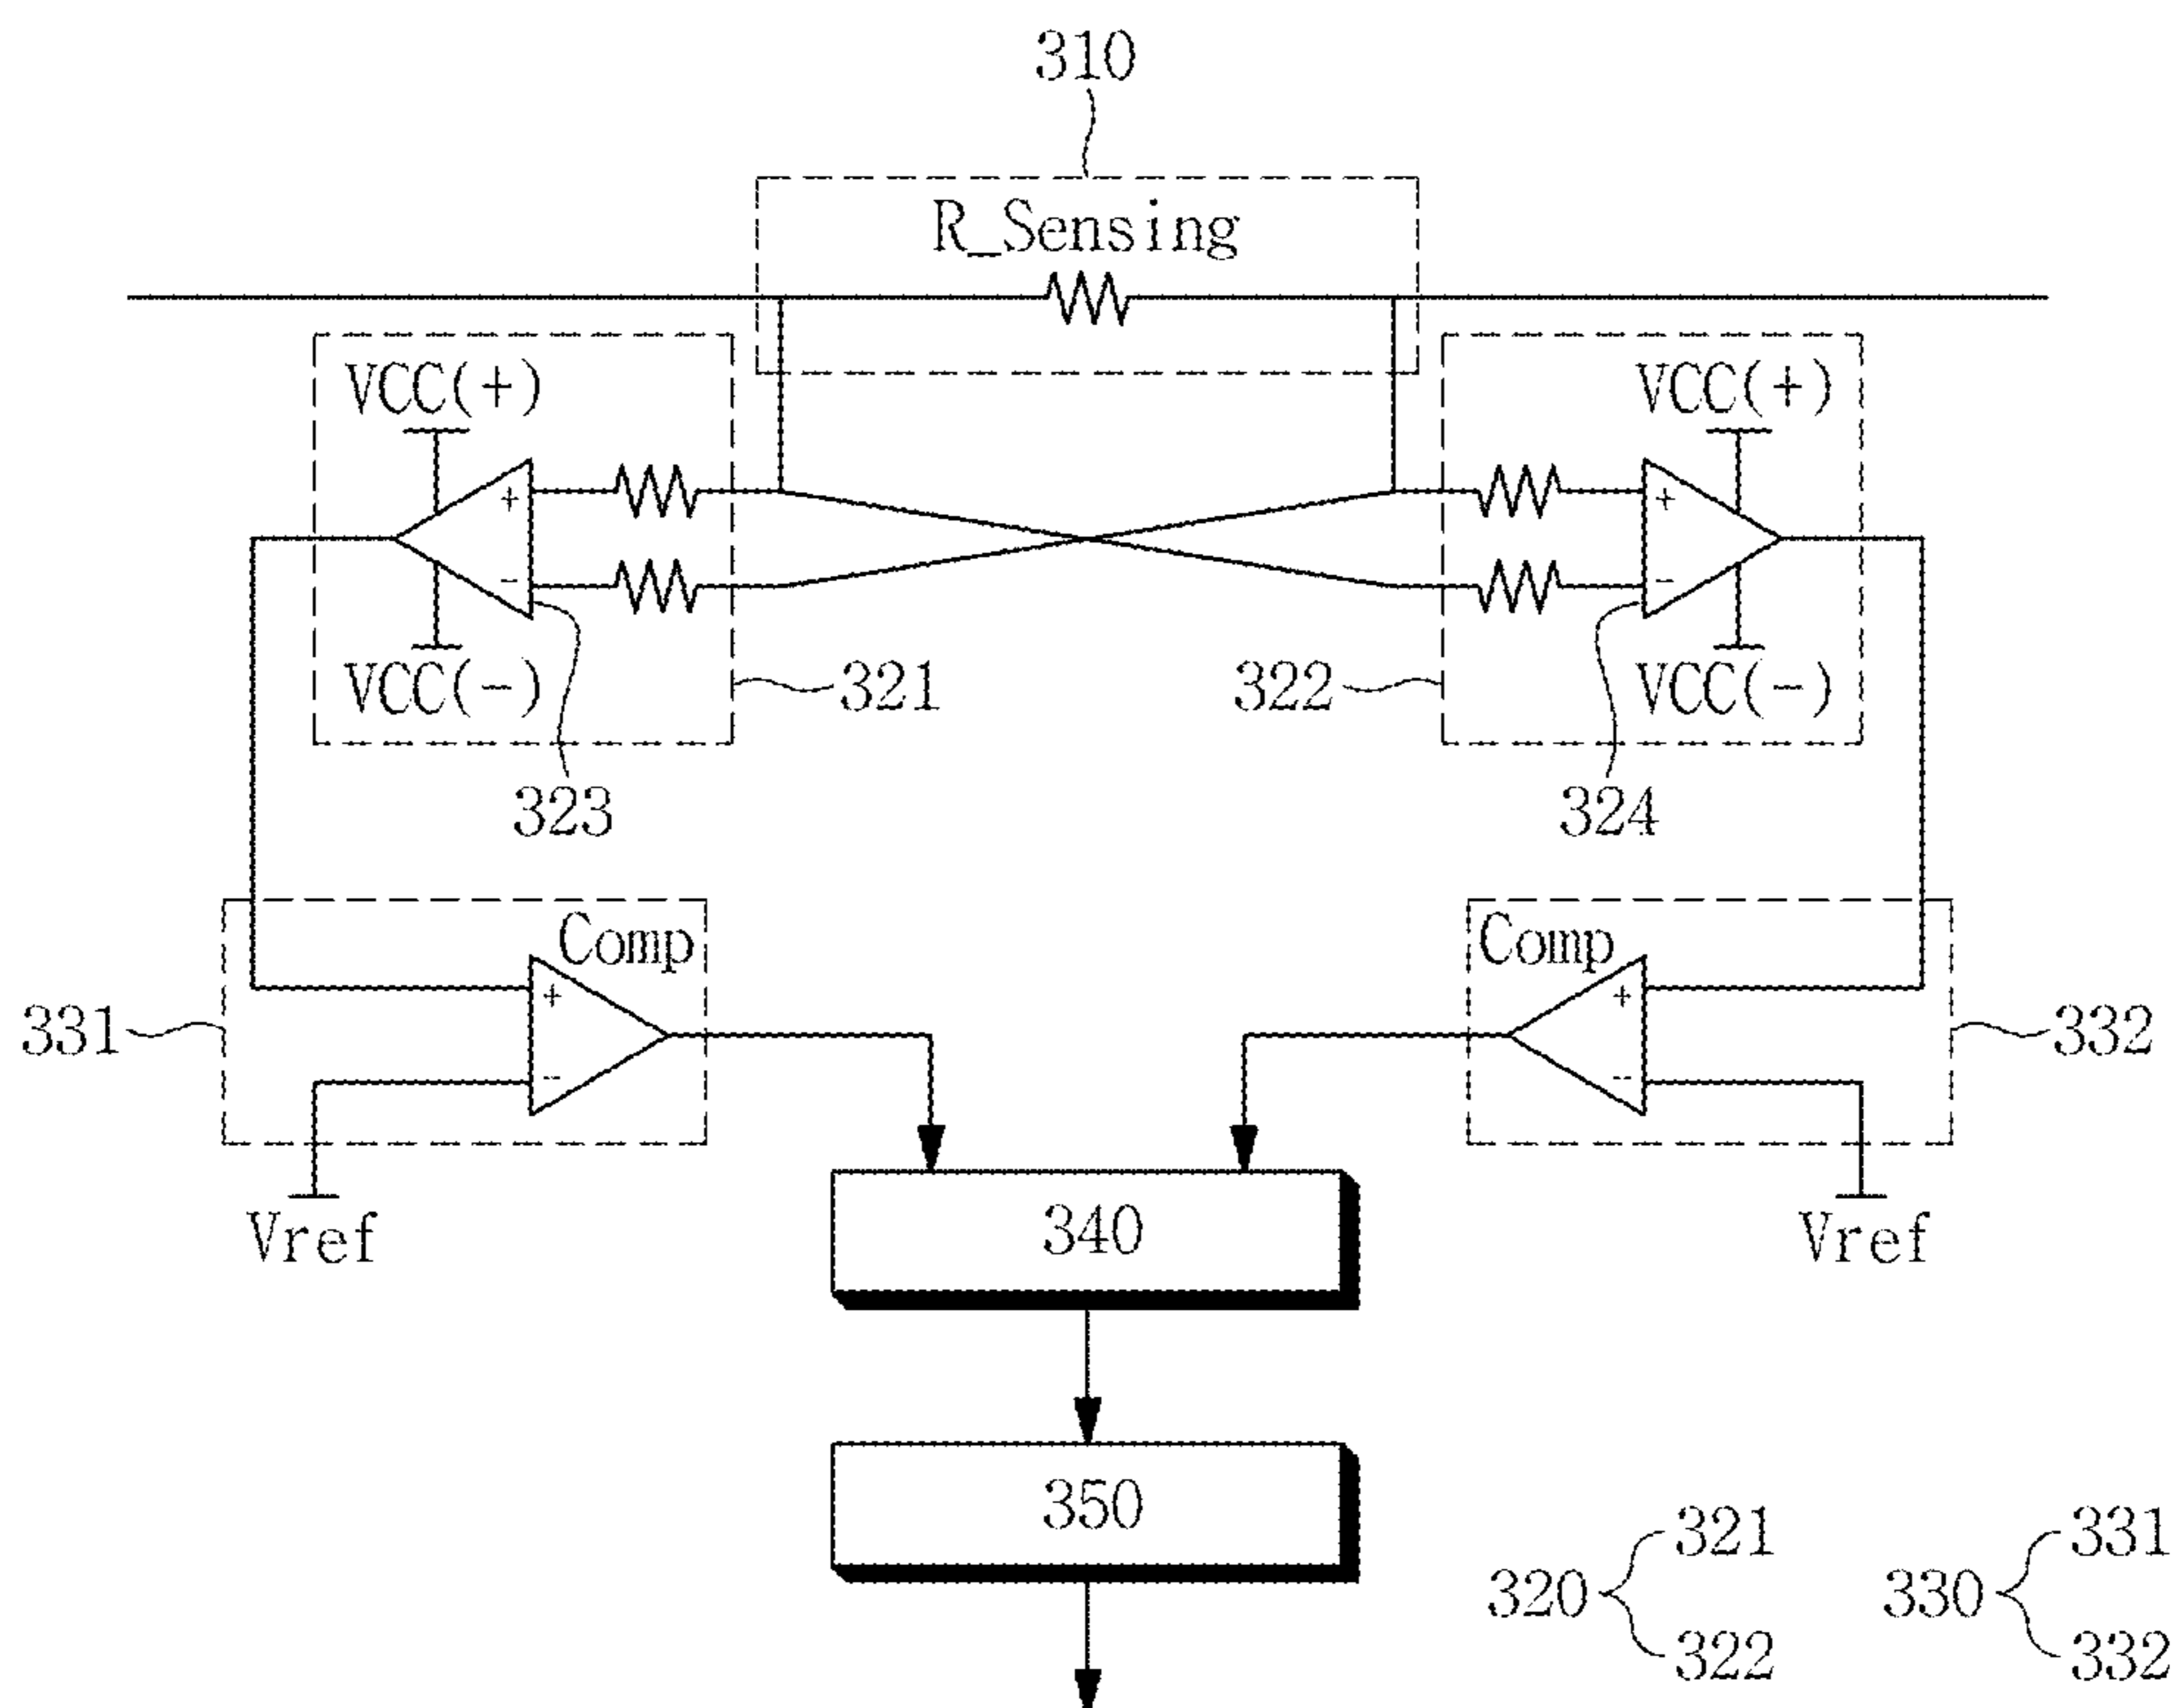 310
R_Sensing
VCC(+)
VCC(+)
+
+
-
-
VCC(-)
321
322
VCC(-)
323
324
Comp
Comp
+
+
331
332
-
-
Vref
340
Vref
350
321
331
320
330
322
332